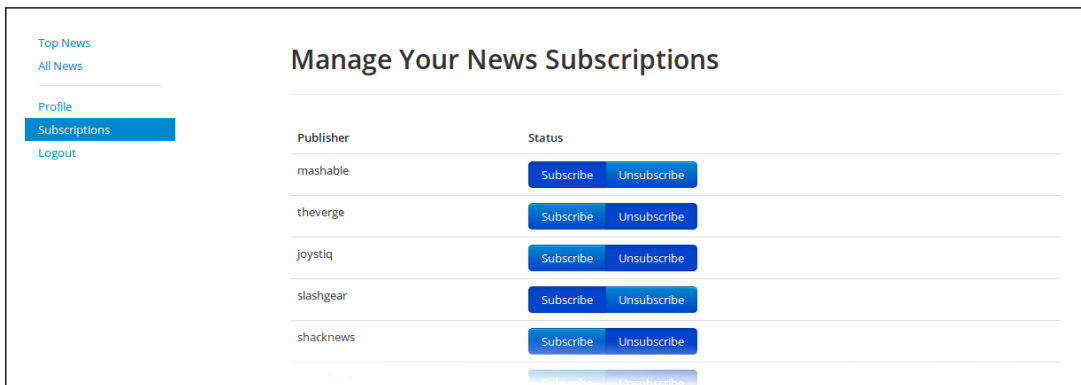 Top News
All News
Profile
Subscriptions
Logout
Manage Your News Subscriptions
Publisher Status
mashable Subscribe Unsubscribe
theverge Subscribe Unsubscribe
joystiq Subscribe Unsubscribe
slashgear Subscribe Unsubscribe
shacknews Subscribe Unsubscribe